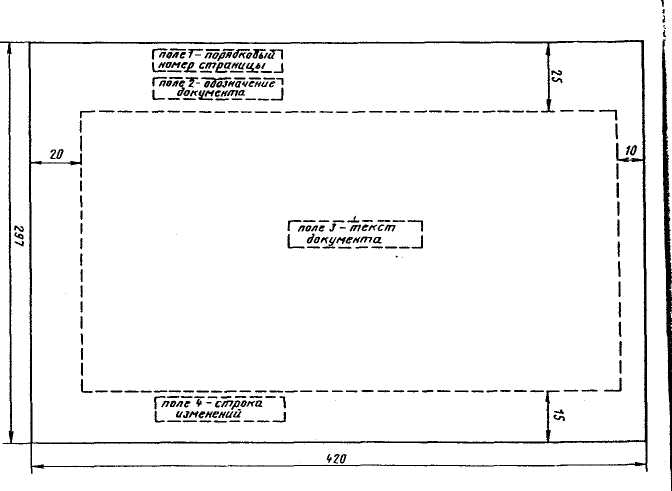 поле 1 – порядковый
номер страницы
поле 2 – обозначение
документа
25
20
10
поле 3 – текст
документа
297
поле 4 – строка
изменений
15
420